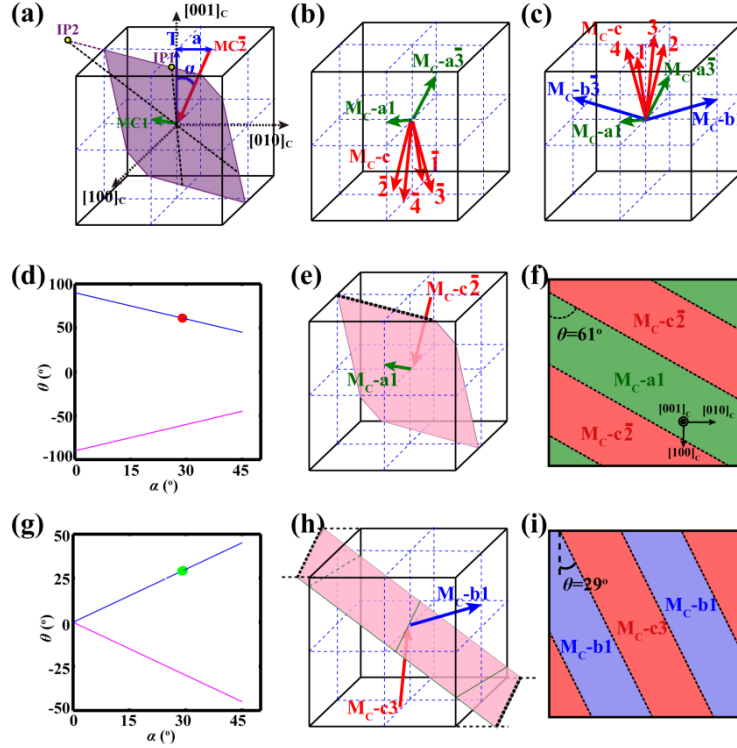 (a)
IP2
[001]C
T
a
MC2̄
IP1
α
MC1
[010]C
[100]C
(b)
MC-a3̄
MC-a1
MC-c
1̄
2̄
3̄
4̄
(c)
MC-c
3
4
1
2
MC-a3̄
MC-b3̄
MC-b
MC-a1
(d)
100
50
0
-50
-100
θ (°)
0
15
30
45
60
α (°)
(e)
MC-c2̄
MC-a1
(f)
MC-c2̄
θ=61°
MC-a1
[001]C
[010]C
MC-c2̄
[100]C
(g)
50
25
0
-25
-50
θ (°)
0
15
30
45
60
α (°)
(h)
MC-b1
MC-c3
(i)
θ=29°
MC-b1
MC-c3
MC-b1